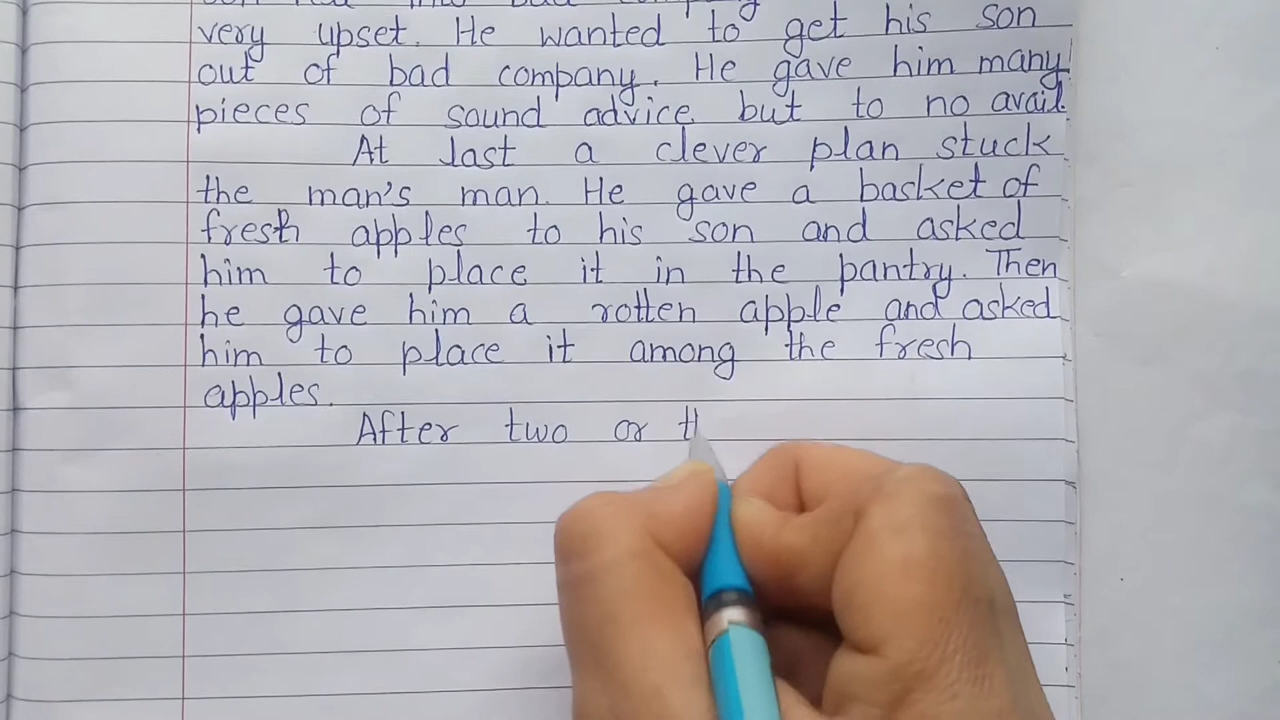 very upset. He wanted to get his son
out of bad company. He gave him many
pieces of sound advice but to no avail.
At last a clever plan stuck
the man's man. He gave a basket of
fresh apples to his son and asked
him to place it in the pantry. Then
he gave him a rotten apple and asked
him to place it among the fresh
apples.
After two or t